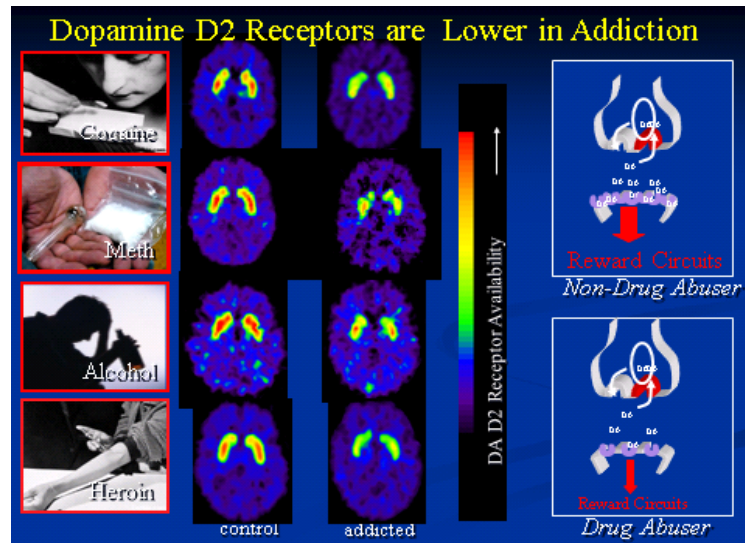 Dopamine D2 Receptors are Lower in Addiction
Cocaine
Meth
Alcohol
Heroin
control
addicted
DA D2 Receptor Availability
Reward Circuits
Non-Drug Abuser
Reward Circuits
Drug Abuser